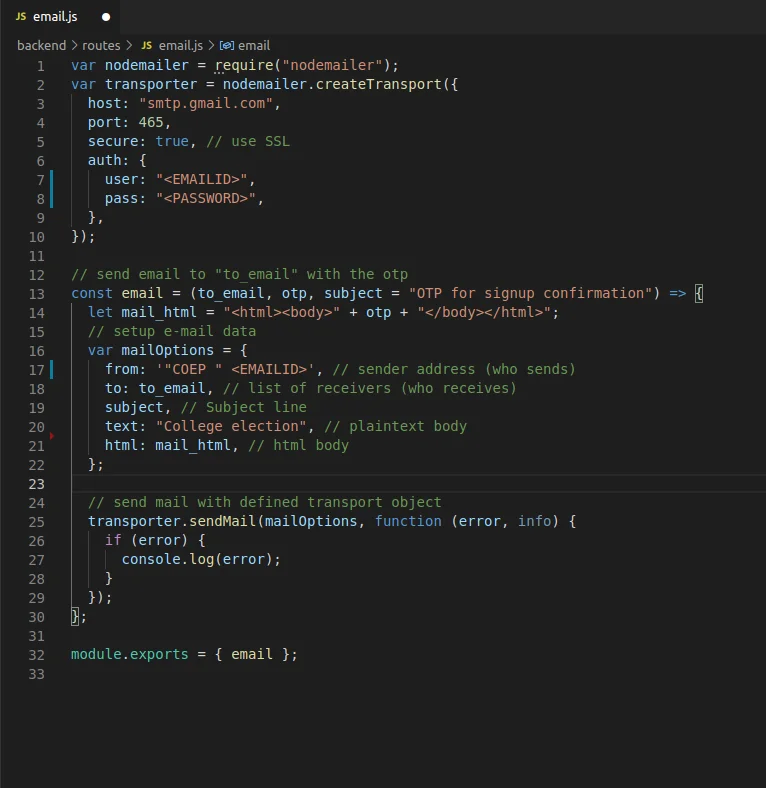 JS email.js ●
backend > routes > JS email.js > email
1 var nodemailer = require("nodemailer");
2 var transporter = nodemailer.createTransport({
3   host: "smtp.gmail.com",
4   port: 465,
5   secure: true, // use SSL
6   auth: {
7     user: "<EMAILID>",
8     pass: "<PASSWORD>",
9   },
10 });
11
12 // send email to "to_email" with the otp
13 const email = (to_email, otp, subject = "OTP for signup confirmation") => {
14   let mail_html = "<html><body>" + otp + "</body></html>";
15   // setup e-mail data
16   var mailOptions = {
17     from: '"COEP " <EMAILID>', // sender address (who sends)
18     to: to_email, // list of receivers (who receives)
19     subject, // Subject line
20     text: "College election", // plaintext body
21     html: mail_html, // html body
22   };
23
24   // send mail with defined transport object
25   transporter.sendMail(mailOptions, function (error, info) {
26     if (error) {
27       console.log(error);
28     }
29   });
30 };
31
32 module.exports = { email };
33